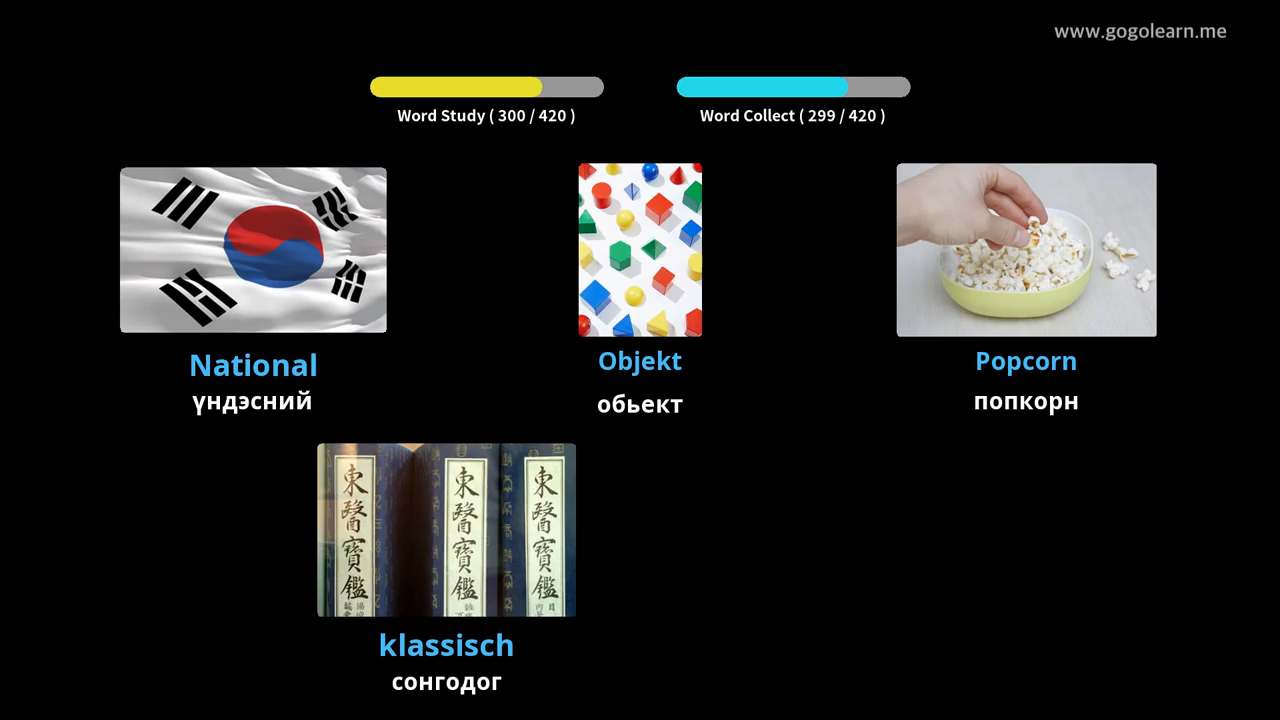 www.gogolearn.me
Word Study ( 300 / 420 )
Word Collect ( 299 / 420 )
National
үндэсний
Objekt
обьект
Popcorn
попкорн
東醫寶鑑
東醫寶鑑
東醫寶鑑
klassisch
сонгодог